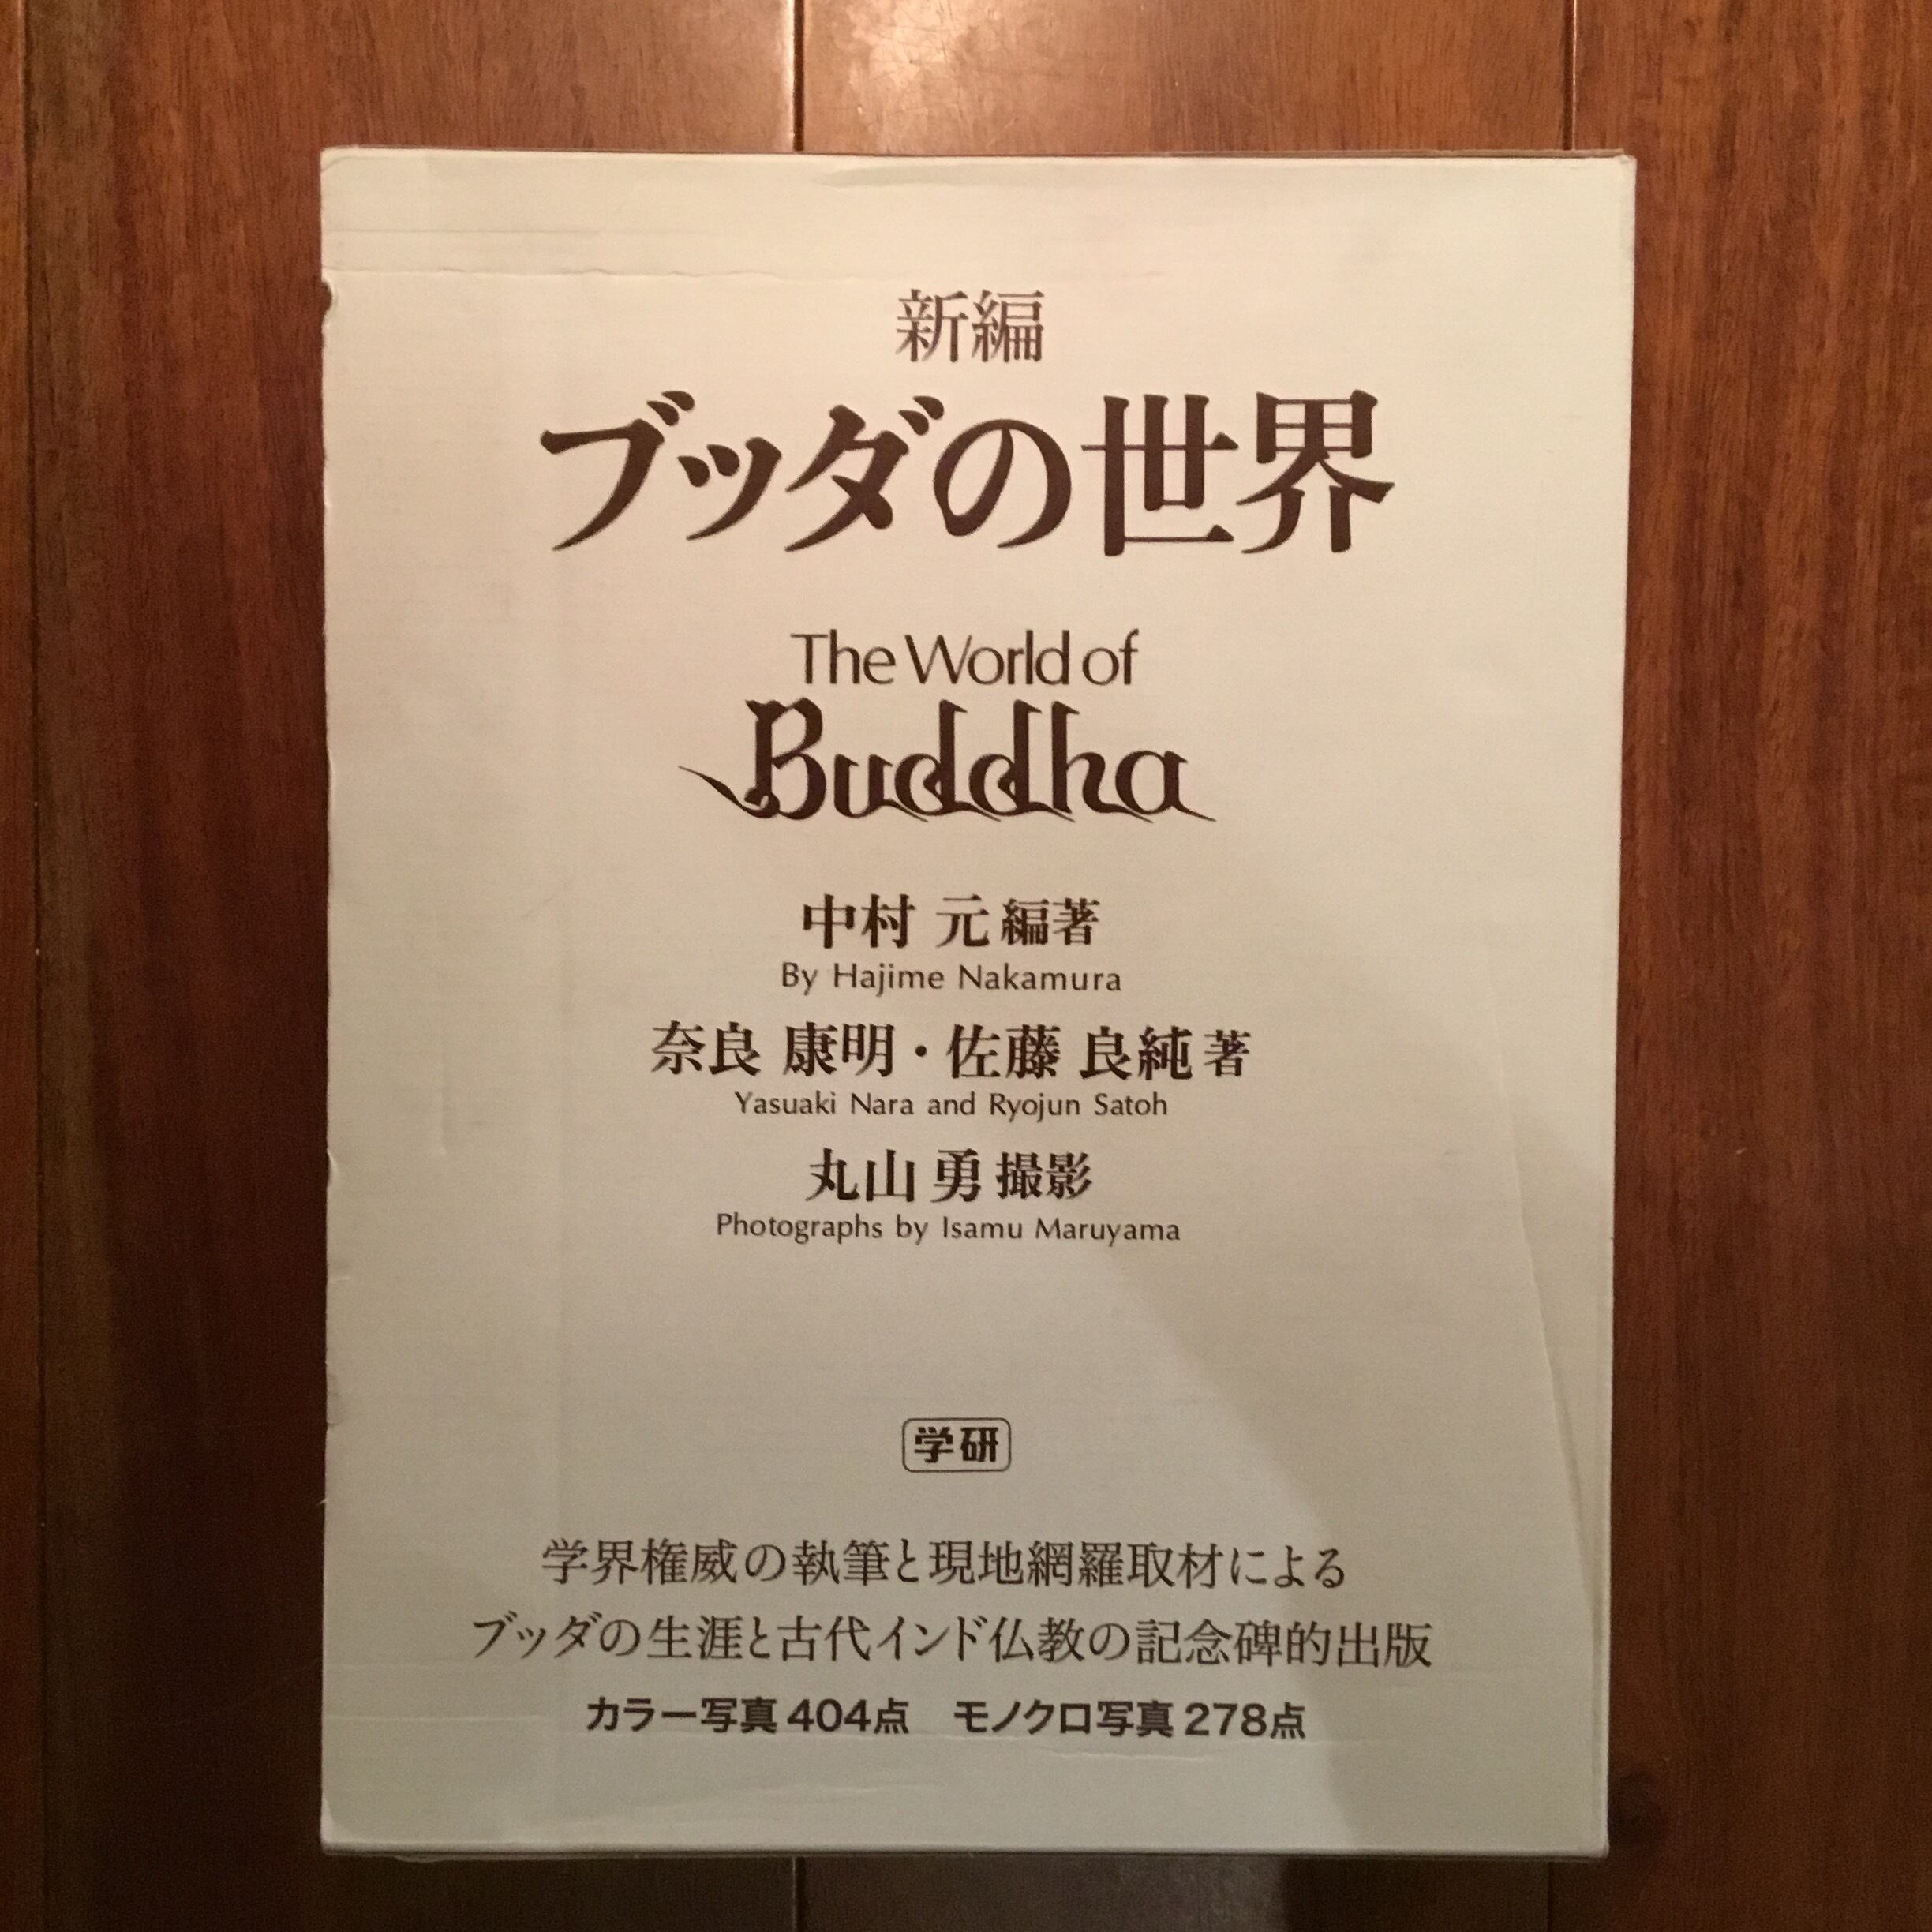 新編
ブッダの世界
The World of
Buddha
中村 元 編著
By Hajime Nakamura
奈良 康明・佐藤 良純 著
Yasuaki Nara and Ryojun Satoh
丸山 勇 撮影
Photographs by Isamu Maruyama
学研
学界権威の執筆と現地網羅取材による
ブッダの生涯と古代インド仏教の記念碑的出版
カラー写真404点　モノクロ写真278点